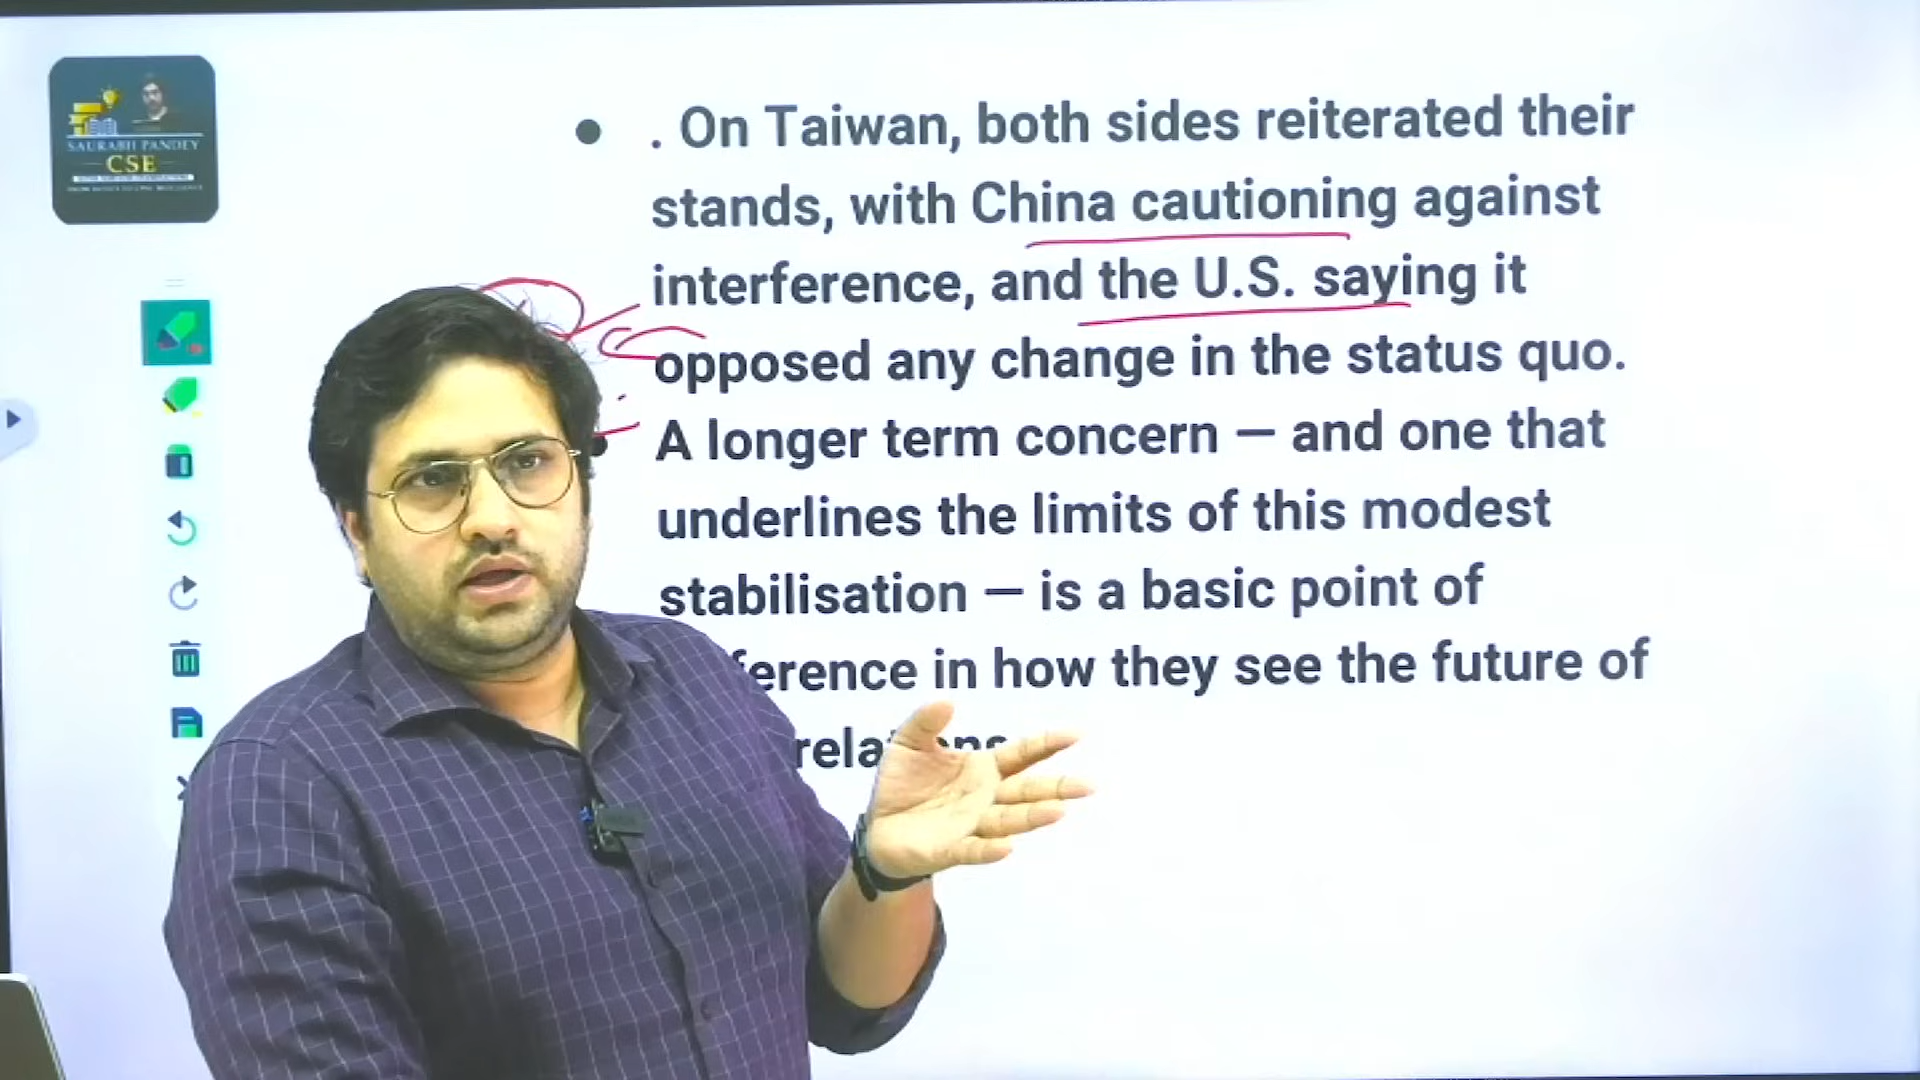 SAURABH PANDEY
CSE
. On Taiwan, both sides reiterated their
stands, with China cautioning against
interference, and the U.S. saying it
opposed any change in the status quo.
A longer term concern — and one that
underlines the limits of this modest
stabilisation — is a basic point of
ference in how they see the future of